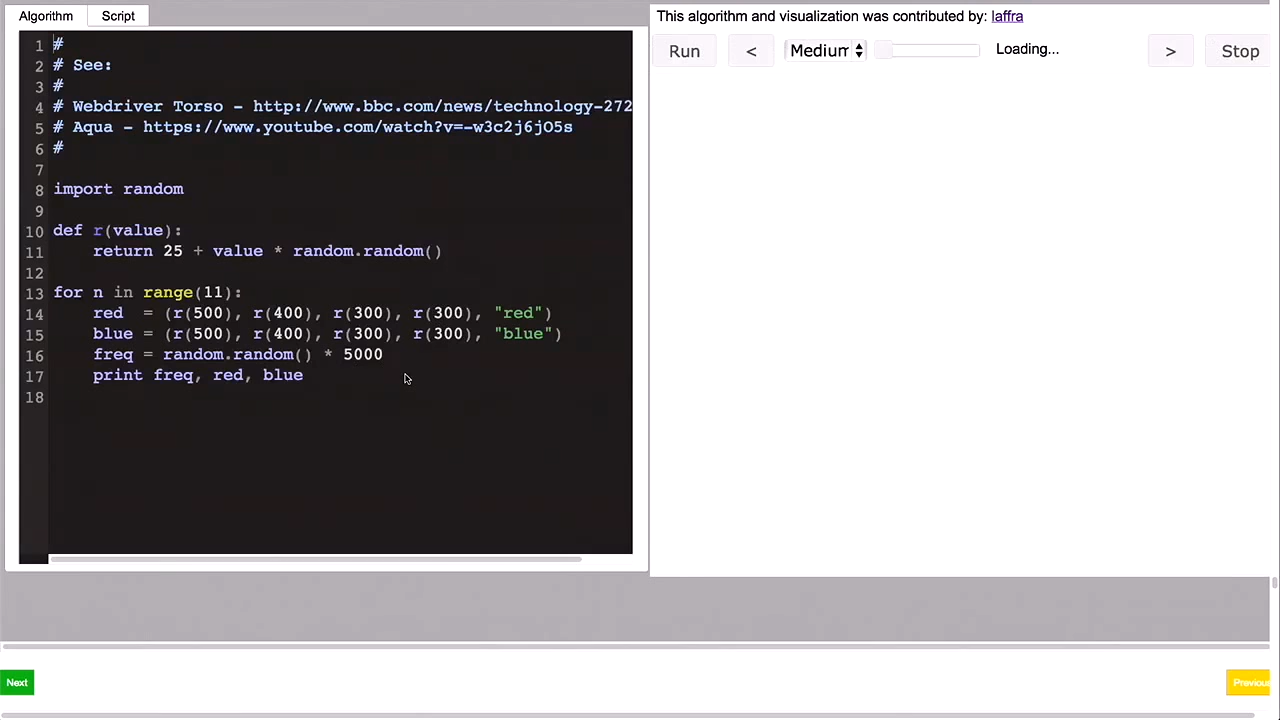 Algorithm Script
This algorithm and visualization was contributed by: laffra
Run < Medium Loading... > Stop
1 #
2 # See:
3 #
4 # Webdriver Torso - http://www.bbc.com/news/technology-272
5 # Aqua - https://www.youtube.com/watch?v=-w3c2j6jO5s
6 #
7
8 import random
9
10 def r(value):
11     return 25 + value * random.random()
12
13 for n in range(11):
14     red  = (r(500), r(400), r(300), r(300), "red")
15     blue = (r(500), r(400), r(300), r(300), "blue")
16     freq = random.random() * 5000
17     print freq, red, blue
18
Next Previous